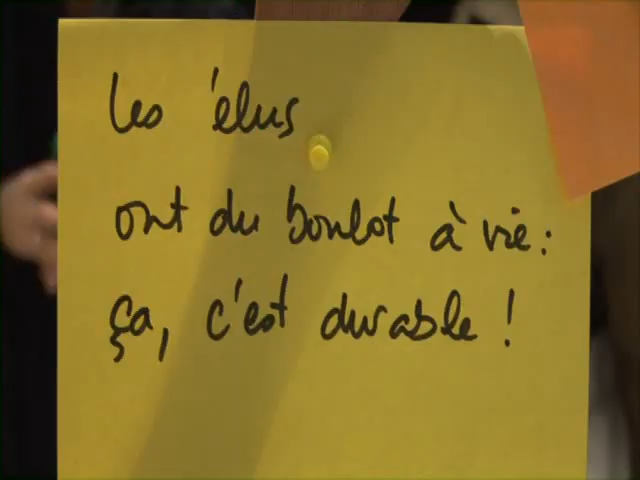 Les élus
ont du boulot à vie :
ça, c'est durable !